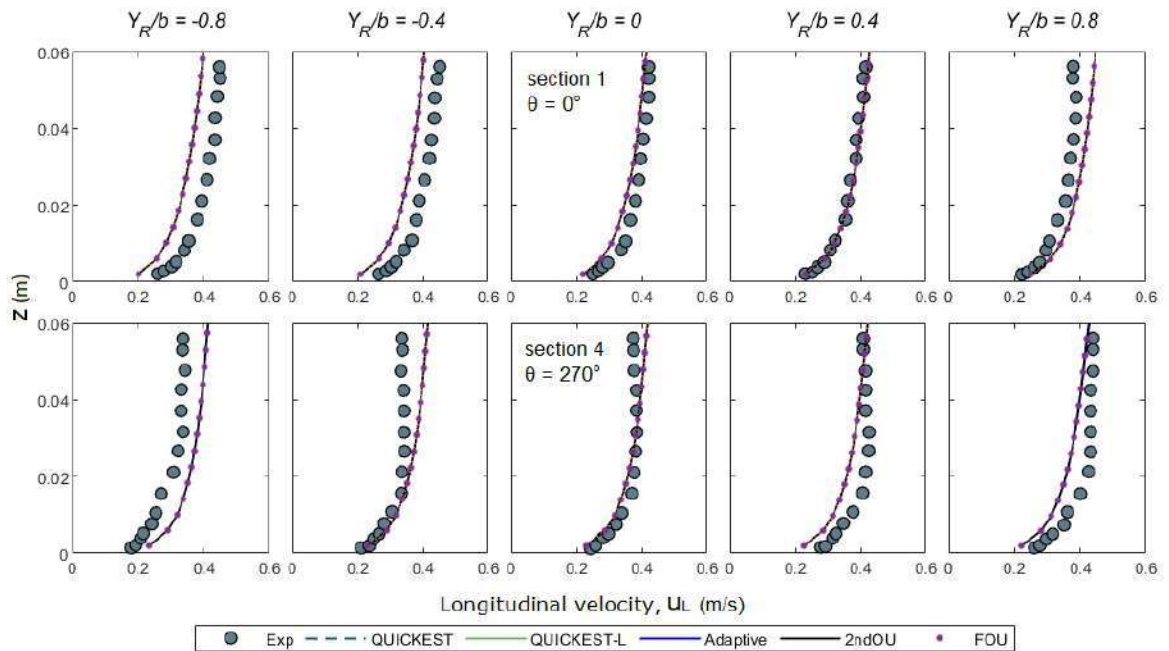 Y_R/b = -0.8 Y_R/b = -0.4 Y_R/b = 0 Y_R/b = 0.4 Y_R/b = 0.8
0.06
0.04
0.02
0
section 1
θ = 0°
0 0.2 0.4 0.6 0 0.2 0.4 0.6 0 0.2 0.4 0.6 0 0.2 0.4 0.6 0 0.2 0.4 0.6
z (m)
0.06
0.04
0.02
0
section 4
θ = 270°
0 0.2 0.4 0.6 0 0.2 0.4 0.6 0 0.2 0.4 0.6 0 0.2 0.4 0.6 0 0.2 0.4 0.6
Longitudinal velocity, uL (m/s)
Exp QUICKEST QUICKEST-L Adaptive 2ndOU FOU